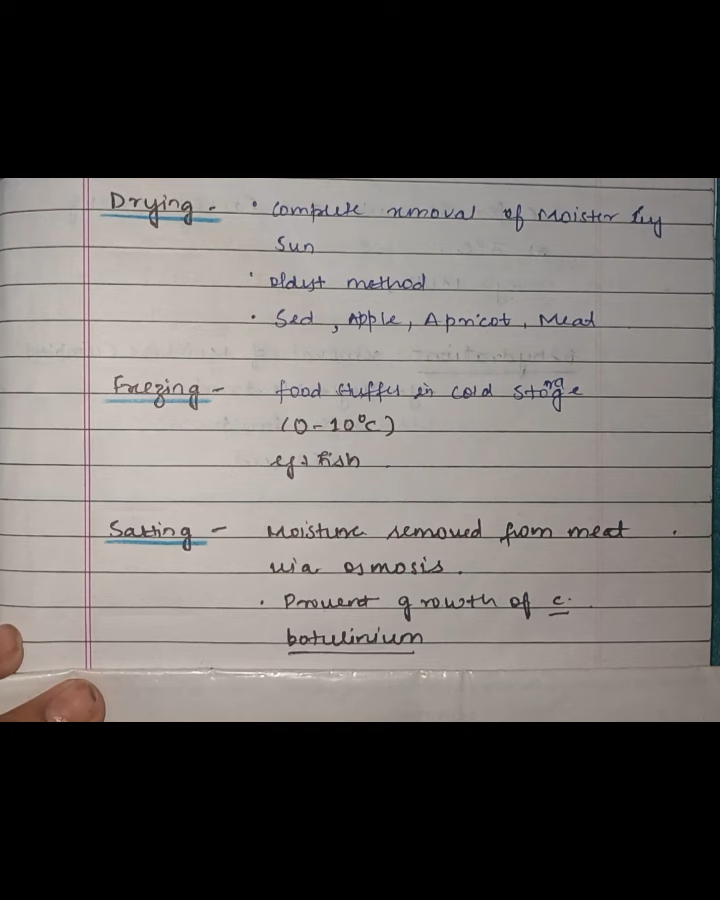 Drying - • Complete removal of Moister by
Sun
• Oldest method
• Sed, Apple, Apricot, Meat
Freezing - food stuffes in cold storage
(0-10°C)
eg → Fish
Salting - Moisture removed from meat
via osmosis.
• Prevent growth of c.
botulinium